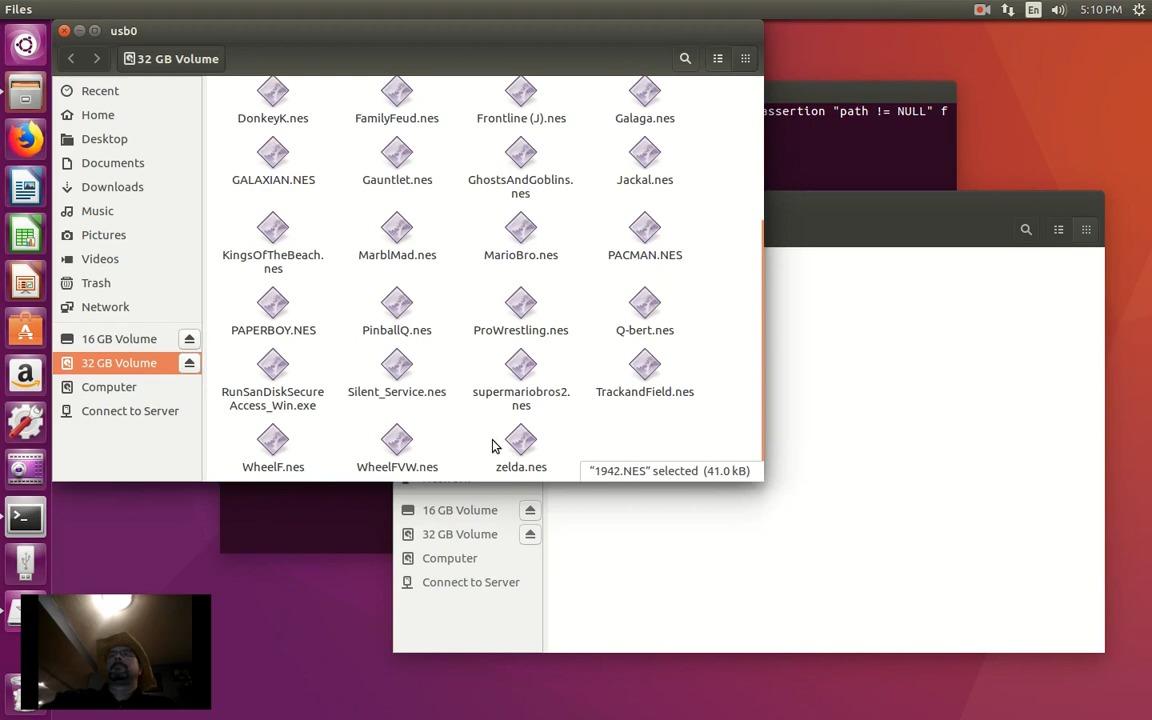 Files
En
5:10 PM
usb0
32 GB Volume
assertion "path != NULL" f
Recent
Home
Desktop
Documents
Downloads
Music
Pictures
Videos
Trash
Network
16 GB Volume
32 GB Volume
Computer
Connect to Server
DonkeyK.nes
FamilyFeud.nes
Frontline (J).nes
Galaga.nes
GALAXIAN.NES
Gauntlet.nes
GhostsAndGoblins.
nes
Jackal.nes
KingsOfTheBeach.
nes
MarblMad.nes
MarioBro.nes
PACMAN.NES
PAPERBOY.NES
PinballQ.nes
ProWrestling.nes
Q-bert.nes
RunSanDiskSecure
Access_Win.exe
Silent_Service.nes
supermariobros2.
nes
TrackandField.nes
WheelF.nes
WheelFVW.nes
zelda.nes
“1942.NES” selected (41.0 kB)
16 GB Volume
32 GB Volume
Computer
Connect to Server